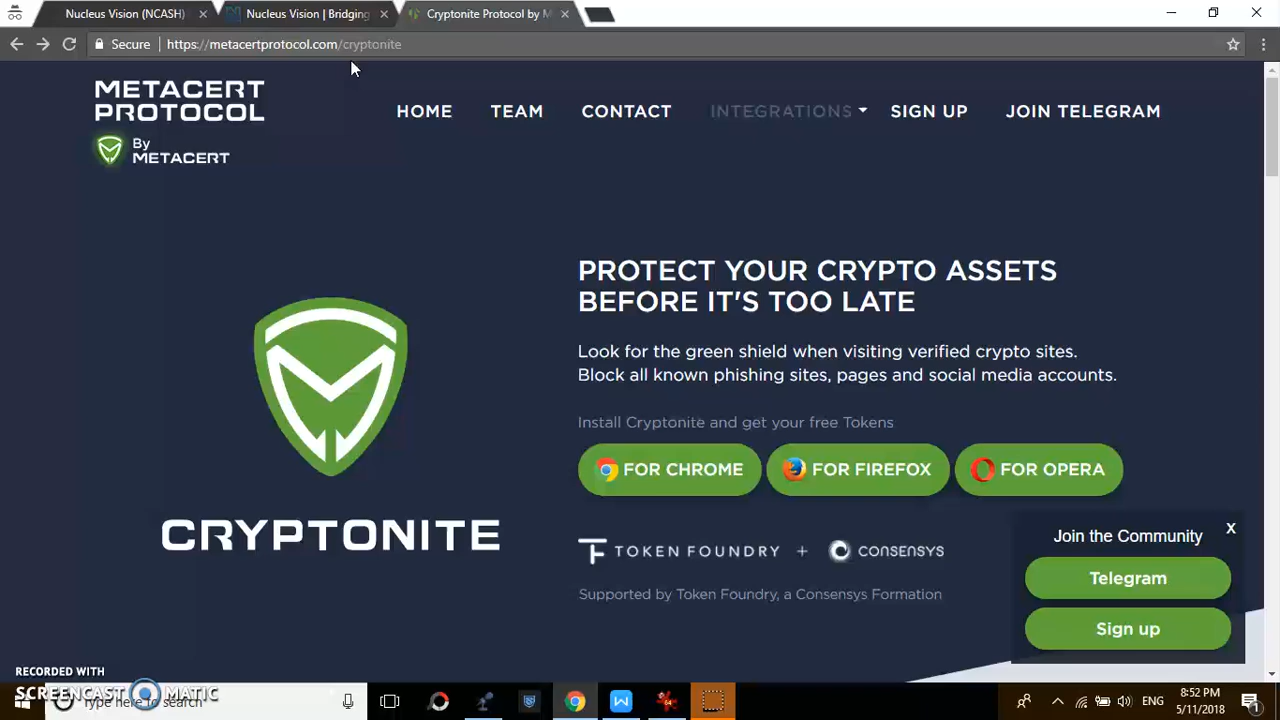 Nucleus Vision (NCASH)
Nucleus Vision | Bridging
Cryptonite Protocol by M
Secure
https://metacertprotocol.com/cryptonite
METACERT
PROTOCOL
By
METACERT
HOME
TEAM
CONTACT
INTEGRATIONS
SIGN UP
JOIN TELEGRAM
PROTECT YOUR CRYPTO ASSETS
BEFORE IT'S TOO LATE
Look for the green shield when visiting verified crypto sites.
Block all known phishing sites, pages and social media accounts.
Install Cryptonite and get your free Tokens
FOR CHROME
FOR FIREFOX
FOR OPERA
CRYPTONITE
TOKEN FOUNDRY + CONSENSYS
Supported by Token Foundry, a Consensys Formation
Join the Community
X
Telegram
Sign up
RECORDED WITH
SCREENCAST MATIC
Type here to search
ENG
8:52 PM
5/11/2018
1